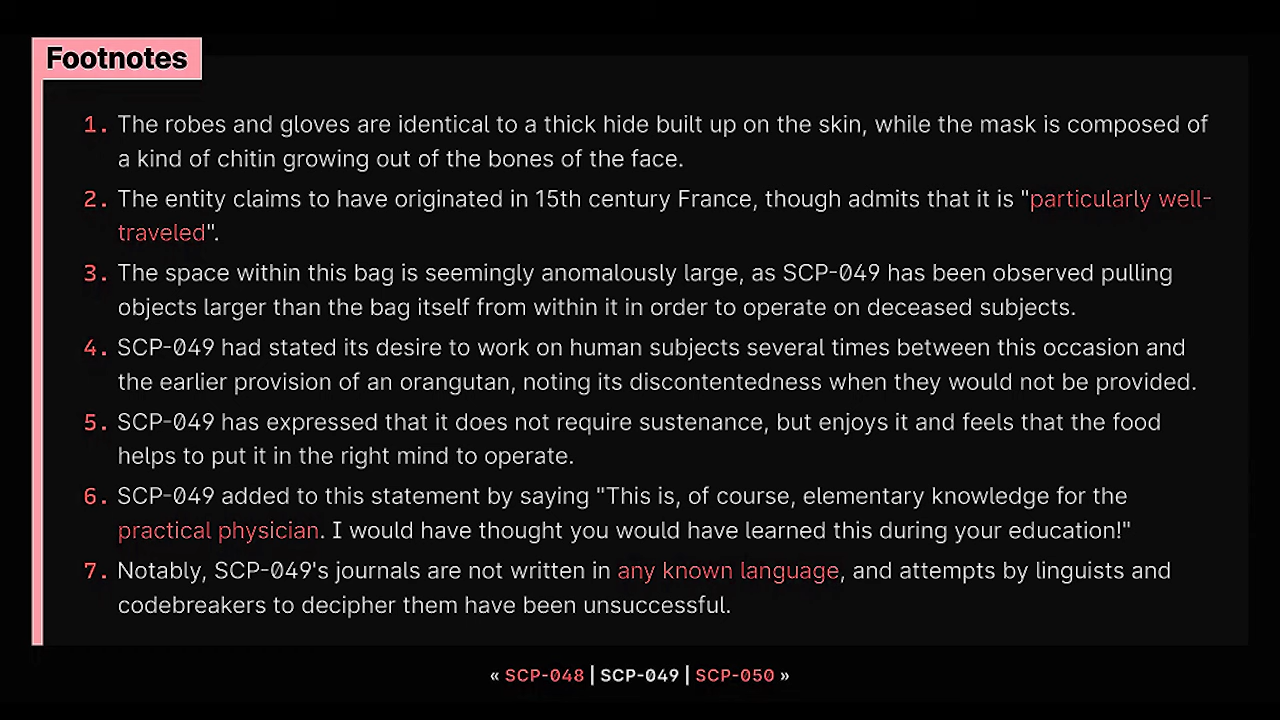 Footnotes
1. The robes and gloves are identical to a thick hide built up on the skin, while the mask is composed of
a kind of chitin growing out of the bones of the face.
2. The entity claims to have originated in 15th century France, though admits that it is "particularly well-
traveled".
3. The space within this bag is seemingly anomalously large, as SCP-049 has been observed pulling
objects larger than the bag itself from within it in order to operate on deceased subjects.
4. SCP-049 had stated its desire to work on human subjects several times between this occasion and
the earlier provision of an orangutan, noting its discontentedness when they would not be provided.
5. SCP-049 has expressed that it does not require sustenance, but enjoys it and feels that the food
helps to put it in the right mind to operate.
6. SCP-049 added to this statement by saying "This is, of course, elementary knowledge for the
practical physician. I would have thought you would have learned this during your education!"
7. Notably, SCP-049's journals are not written in any known language, and attempts by linguists and
codebreakers to decipher them have been unsuccessful.
« SCP-048 | SCP-049 | SCP-050 »